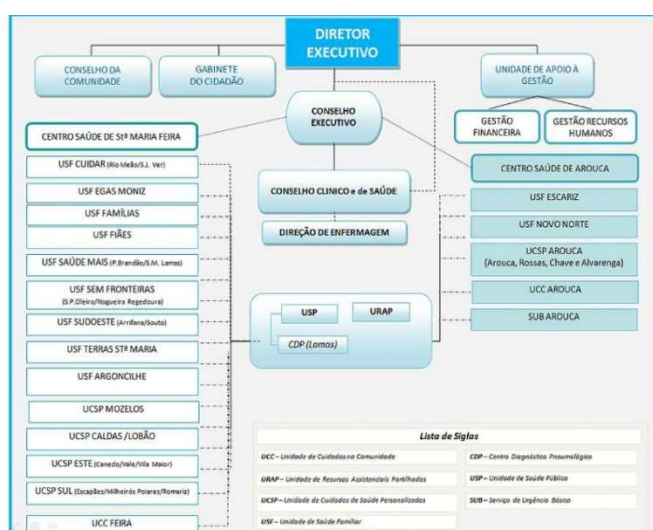 DIRETOR
EXECUTIVO
CONSELHO DA
COMUNIDADE
GABINETE
DO CIDADÃO
UNIDADE DE APOIO À
GESTÃO
CONSELHO
EXECUTIVO
GESTÃO
FINANCEIRA
GESTÃO RECURSOS
HUMANOS
CENTRO SAÚDE DE Stª MARIA FEIRA
USF CUIDAR (Rio Meão/S.J. Ver)
USF EGAS MONIZ
USF FAMÍLIAS
USF FIÃES
USF SAÚDE MAIS (P.Brandão/S.M. Lamas)
USF SEM FRONTEIRAS
(S.P.Oleiro/Nogueira Regedoura)
USF SUDOESTE (Arrifana/Souto)
USF TERRAS STª MARIA
USF ARGONCILHE
UCSP MOZELOS
UCSP CALDAS /LOBÃO
UCSP ESTE (Canedo/Vale/Vila Maior)
UCSP SUL (Escapães/Milheirós Poiares/Romariz)
UCC FEIRA
CONSELHO CLINICO e de SAÚDE
DIREÇÃO DE ENFERMAGEM
USP
URAP
CDP (Lamas)
CENTRO SAÚDE DE AROUCA
USF ESCARIZ
USF NOVO NORTE
UCSP AROUCA
(Arouca, Rossas, Chave e Alvarenga)
UCC AROUCA
SUB AROUCA
Lista de Siglas
UCC – Unidade de Cuidados na Comunidade
CDP – Centro Diagnóstico Pneumológico
URAP – Unidade de Recursos Assistenciais Partilhados
USP – Unidade de Saúde Pública
UCSP – Unidade de Cuidados de Saúde Personalizados
SUB – Serviço de Urgência Básico
USF – Unidade de Saúde Familiar